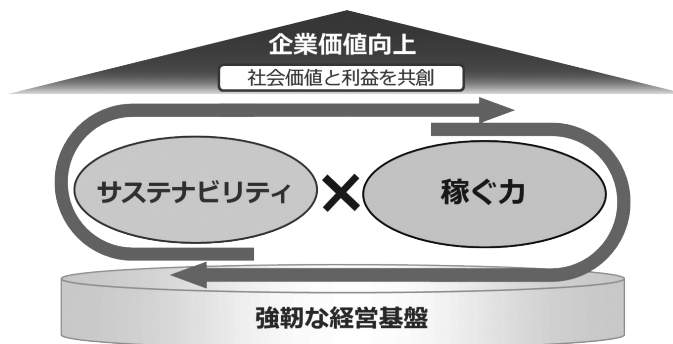 企業価値向上
社会価値と利益を共創
サステナビリティ × 稼ぐ力
強靭な経営基盤